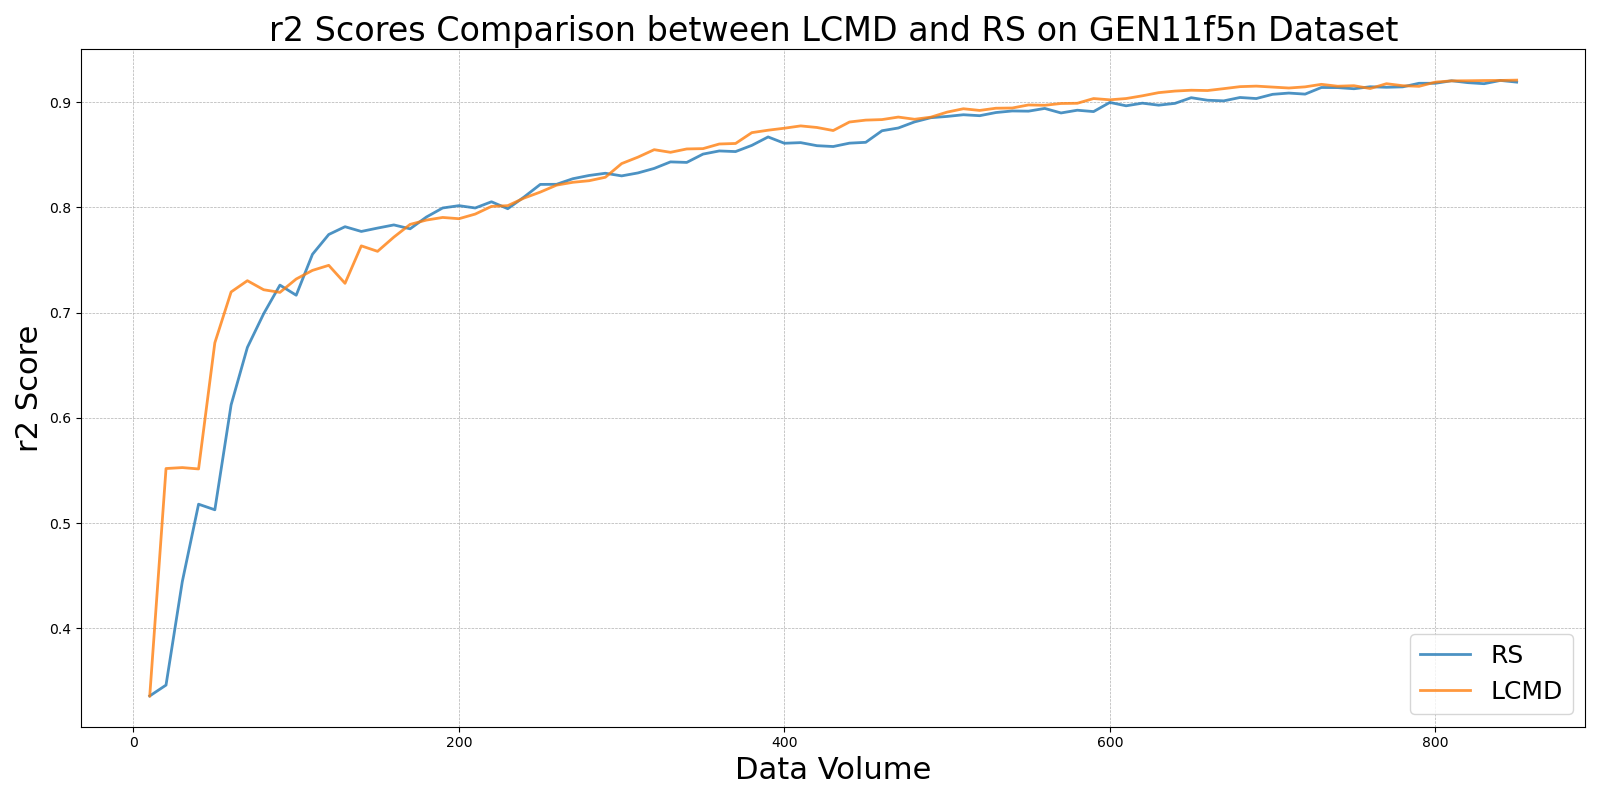 r2 Scores Comparison between LCMD and RS on GEN11f5n Dataset
r2 Score
0.9
0.8
0.7
0.6
0.5
0.4
0
200
400
600
800
Data Volume
RS
LCMD